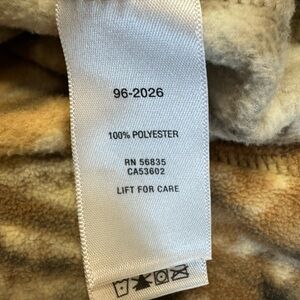 96-2026
100% POLYESTER
RN 56835
CA53602
LIFT FOR CARE